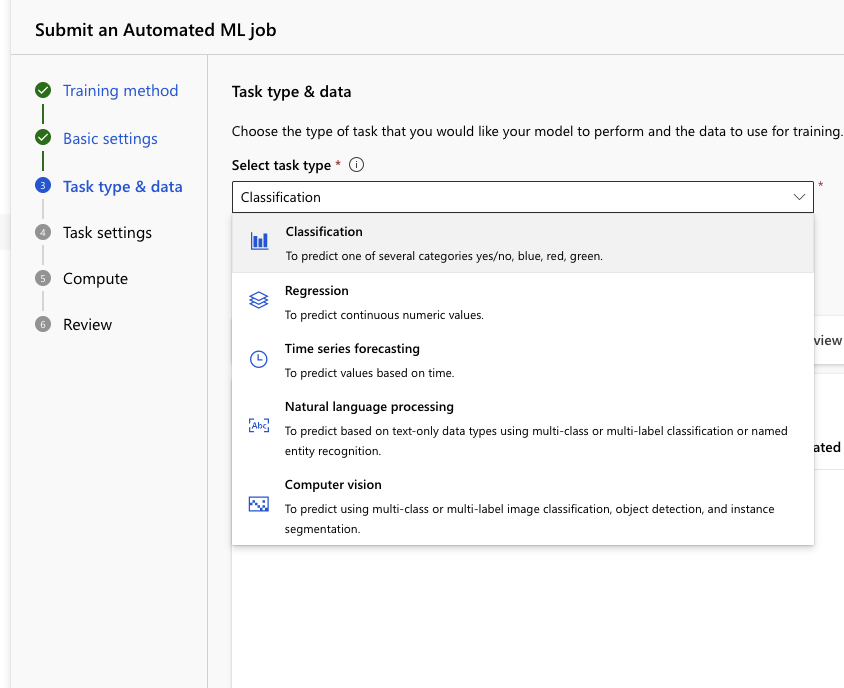 Submit an Automated ML job
Training method
Basic settings
3 Task type & data
4 Task settings
5 Compute
6 Review
Task type & data
Choose the type of task that you would like your model to perform and the data to use for training.
Select task type *
Classification
*
Classification
To predict one of several categories yes/no, blue, red, green.
Regression
To predict continuous numeric values.
Time series forecasting
To predict values based on time.
Abc
Natural language processing
To predict based on text-only data types using multi-class or multi-label classification or named
entity recognition.
Computer vision
To predict using multi-class or multi-label image classification, object detection, and instance
segmentation.
view
ated